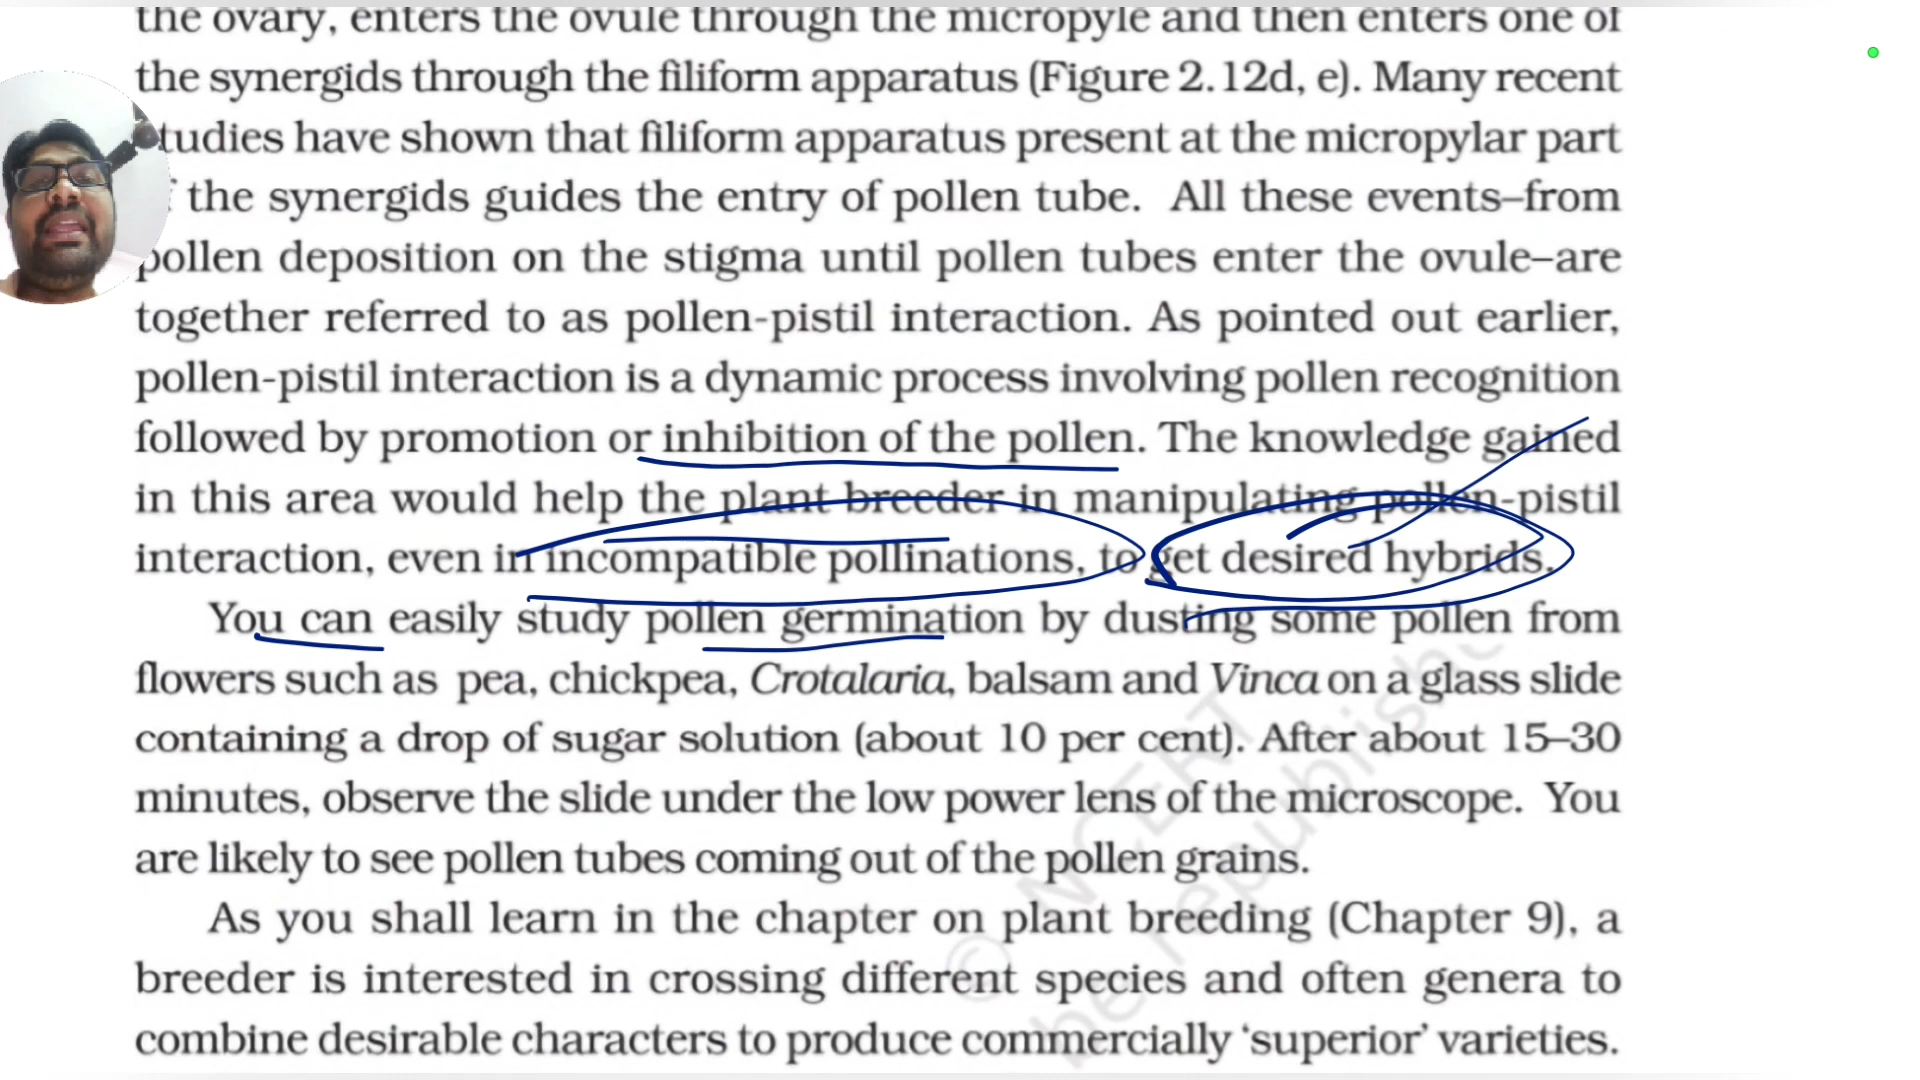 the ovary, enters the ovule through the micropyle and then enters one of
the synergids through the filiform apparatus (Figure 2.12d, e). Many recent
tudies have shown that filiform apparatus present at the micropylar part
the synergids guides the entry of pollen tube. All these events–from
pollen deposition on the stigma until pollen tubes enter the ovule–are
together referred to as pollen-pistil interaction. As pointed out earlier,
pollen-pistil interaction is a dynamic process involving pollen recognition
followed by promotion or inhibition of the pollen. The knowledge gained
in this area would help the plant breeder in manipulating pollen-pistil
interaction, even in incompatible pollinations, to get desired hybrids.
You can easily study pollen germination by dusting some pollen from
flowers such as pea, chickpea, Crotalaria, balsam and Vinca on a glass slide
containing a drop of sugar solution (about 10 per cent). After about 15–30
minutes, observe the slide under the low power lens of the microscope. You
are likely to see pollen tubes coming out of the pollen grains.
As you shall learn in the chapter on plant breeding (Chapter 9), a
breeder is interested in crossing different species and often genera to
combine desirable characters to produce commercially ‘superior’ varieties.
© NCERT
be republishe